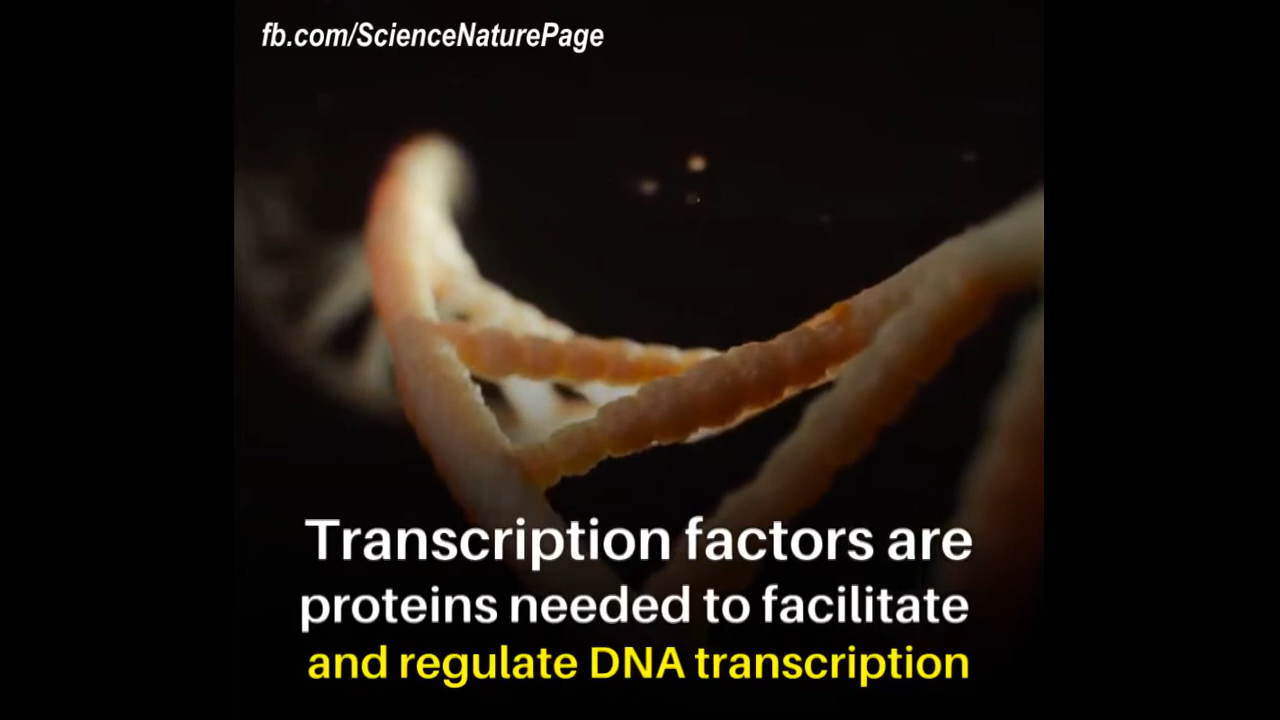 fb.com/ScienceNaturePage
Transcription factors are
proteins needed to facilitate
and regulate DNA transcription